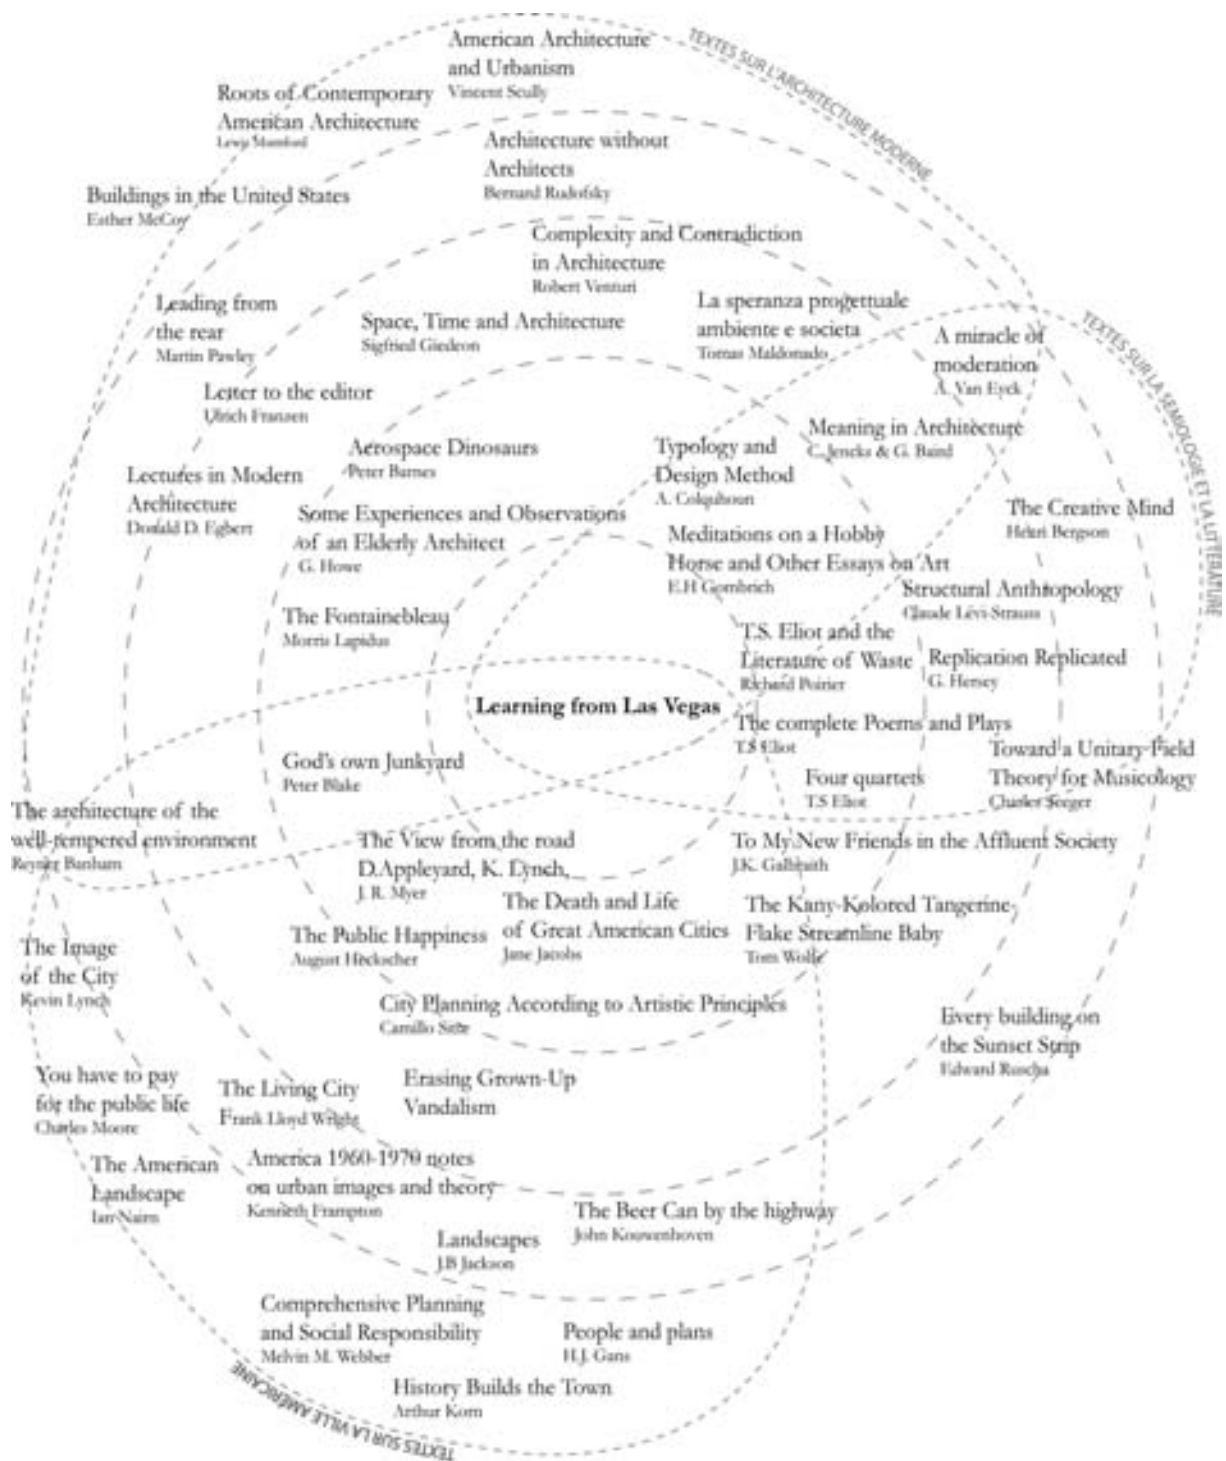 American Architecture
and Urbanism
Vincent Scully
TEXTES SUR L'ARCHITECTURE MODERNE
Roots of Contemporary
American Architecture
Lewis Mumford
Architecture without
Architects
Bernard Rudofsky
Buildings in the United States
Esther McCoy
Complexity and Contradiction
in Architecture
Robert Venturi
Leading from
the rear
Martin Pawley
Space, Time and Architecture
Sigfried Giedeon
La speranza progettuale
ambiente e societa
Tomas Maldonado
A miracle of
moderation
A. Van Eyck
TEXTES SUR LA SEMIOLOGIE ET LA LITTERATURE
Letter to the editor
Ulrich Franzen
Meaning in Architecture
C. Jencks & G. Baird
Aerospace Dinosaurs
Peter Barnes
Typology and
Design Method
A. Colquhoun
Lectures in Modern
Architecture
Donald D. Egbert
Some Experiences and Observations
of an Elderly Architect
G. Howe
The Creative Mind
Henri Bergson
Meditations on a Hobby
Horse and Other Essays on Art
E.H Gombrich
Structural Anthropology
Claude Lévi-Strauss
The Fontainebleau
Morris Lapidus
T.S. Eliot and the
Literature of Waste
Richard Poirier
Replication Replicated
G. Hersey
Learning from Las Vegas
The complete Poems and Plays
T.S Eliot
God's own Junkyard
Peter Blake
Four quartets
T.S Eliot
Toward a Unitary Field
Theory for Musicology
Charles Seeger
The architecture of the
well-tempered environment
Reyner Banham
The View from the road
D.Appleyard, K. Lynch,
J. R. Myer
To My New Friends in the Affluent Society
J.K. Galbraith
The Death and Life
of Great American Cities
Jane Jacobs
The Kany-Kolored Tangerine-
Flake Streamline Baby
Tom Wolfe
The Public Happiness
August Heckscher
The Image
of the City
Kevin Lynch
City Planning According to Artistic Principles
Camillo Sitte
Every building on
the Sunset Strip
Edward Ruscha
You have to pay
for the public life
Charles Moore
The Living City
Frank Lloyd Wright
Erasing Grown-Up
Vandalism
The American
Landscape
Ian Nairn
America 1960-1970 notes
on urban images and theory
Kenneth Frampton
The Beer Can by the highway
John Kouwenhoven
Landscapes
J.B Jackson
Comprehensive Planning
and Social Responsibility
Melvin M. Webber
People and plans
H.J. Gans
History Builds the Town
Arthur Korn
TEXTES SUR LA VILLE AMÉRICAINE